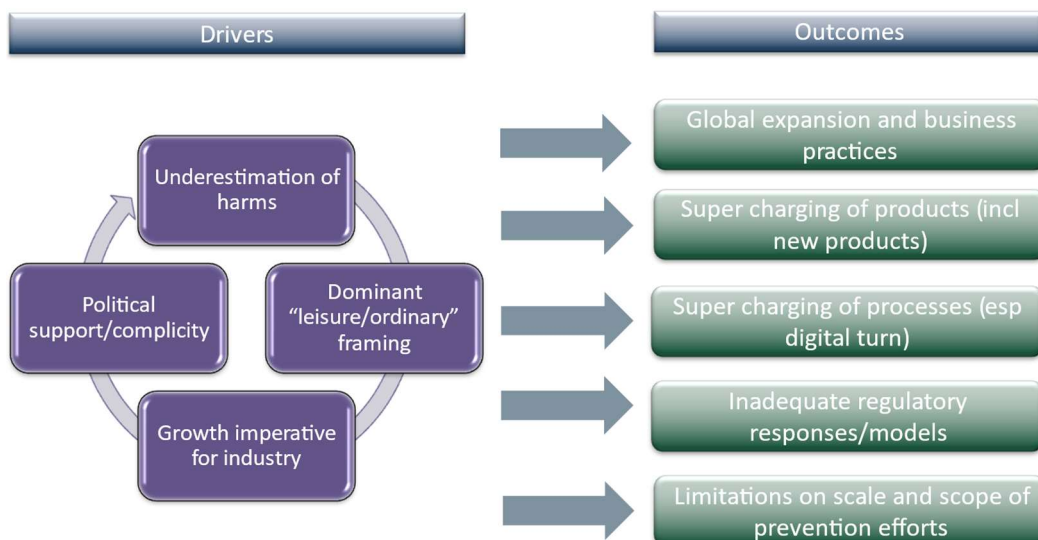 Drivers
Outcomes
Underestimation of
harms
Dominant
“leisure/ordinary”
framing
Growth imperative
for industry
Political
support/complicity
Global expansion and business
practices
Super charging of products (incl
new products)
Super charging of processes (esp
digital turn)
Inadequate regulatory
responses/models
Limitations on scale and scope of
prevention efforts